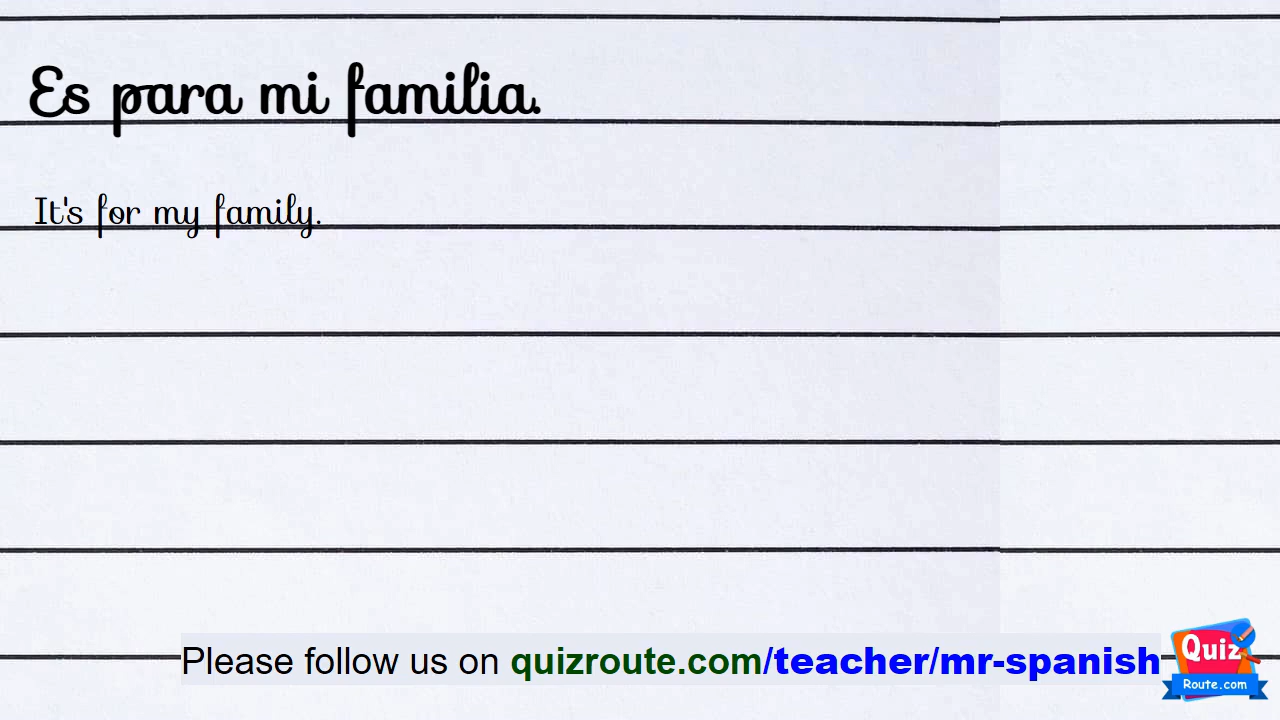 Es para mi familia.
It's for my family.
Please follow us on quizroute.com/teacher/mr-spanish
Quiz
Route.com